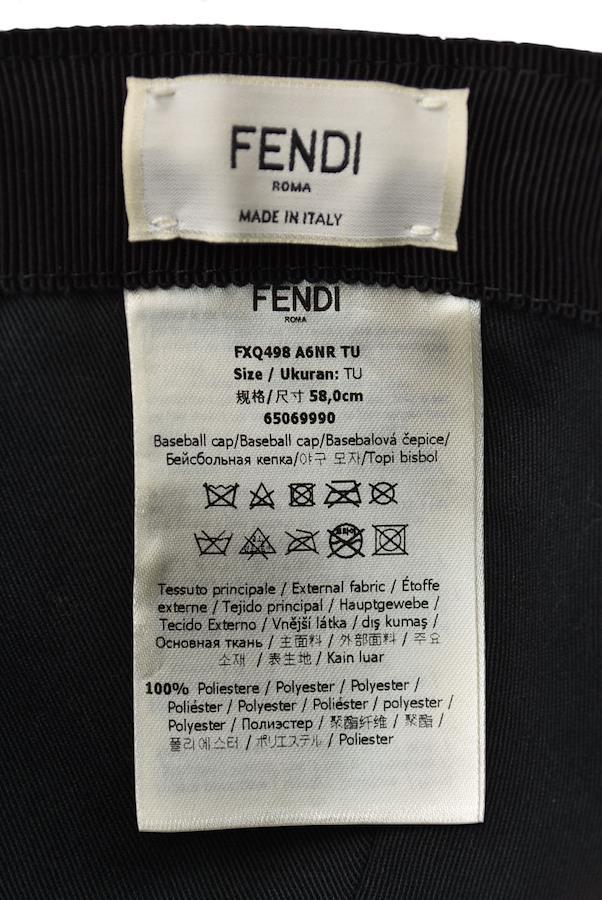 FENDI
ROMA
MADE IN ITALY
FENDI
ROMA
FXQ498 A6NR TU
Size / Ukuran: TU
规格/尺寸 58,0cm
65069990
Baseball cap/Baseball cap/Basebalová čepice/
Бейсбольная кепка/야구 모자/Topi bisbol
Tessuto principale / External fabric / Étoffe
externe / Tejido principal / Hauptgewebe /
Tecido Externo / Vnější látka / dış kumaş /
Основная ткань / 主面料 / 外部面料 / 주요
소재 / 表生地 / Kain luar
100% Poliestere / Polyester / Polyester /
Poliéster / Polyester / Poliéster / polyester /
Polyester / Полиэстер / 聚酯纤维 / 聚酯 /
폴리에스터 / ポリエステル / Poliester